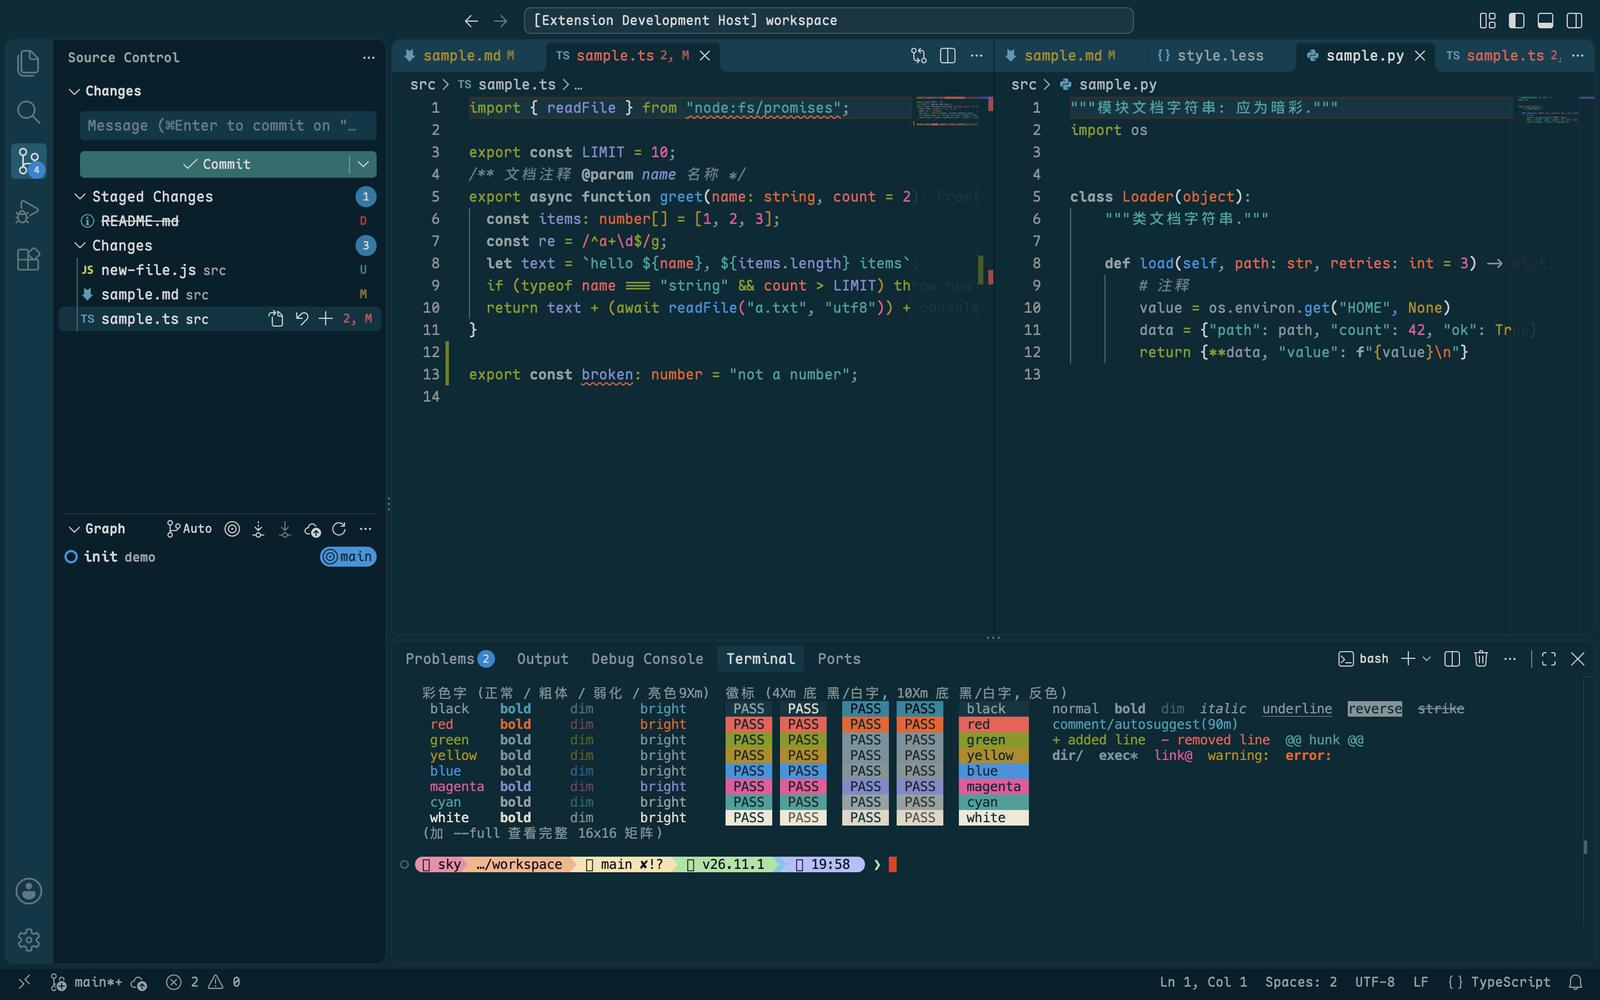 [Extension Development Host] workspace
Source Control
Changes
Message (⌘Enter to commit on "…
Commit
Staged Changes 1
README.md D
Changes 3
JS new-file.js src U
sample.md src M
TS sample.ts src 2, M
Graph Auto
init demo main
4
sample.md M
TS sample.ts 2, M
src > TS sample.ts > …
1 import { readFile } from "node:fs/promises";
2
3 export const LIMIT = 10;
4 /** 文档注释 @param name 名称 */
5 export async function greet(name: string, count = 2): Promi
6 const items: number[] = [1, 2, 3];
7 const re = /^a+\d$/g;
8 let text = `hello ${name}, ${items.length} items`;
9 if (typeof name === "string" && count > LIMIT) throw new
10 return text + (await readFile("a.txt", "utf8")) + console
11 }
12
13 export const broken: number = "not a number";
14
sample.md M
{} style.less
sample.py
TS sample.ts 2,
src > sample.py
1 """模块文档字符串: 应为暗彩."""
2 import os
3
4
5 class Loader(object):
6 """类文档字符串."""
7
8 def load(self, path: str, retries: int = 3) -> dict:
9 # 注释
10 value = os.environ.get("HOME", None)
11 data = {"path": path, "count": 42, "ok": True}
12 return {**data, "value": f"{value}\n"}
13
Problems 2 Output Debug Console Terminal Ports
bash
彩色字 (正常 / 粗体 / 弱化 / 亮色9Xm) 徽标 (4Xm 底 黑/白字, 10Xm 底 黑/白字, 反色)
black bold dim bright PASS PASS PASS PASS black normal bold dim italic underline reverse strike
red bold dim bright PASS PASS PASS PASS red comment/autosuggest(90m)
green bold dim bright PASS PASS PASS PASS green + added line - removed line @@ hunk @@
yellow bold dim bright PASS PASS PASS PASS yellow dir/ exec* link@ warning: error:
blue bold dim bright PASS PASS PASS PASS blue
magenta bold dim bright PASS PASS PASS PASS magenta
cyan bold dim bright PASS PASS PASS PASS cyan
white bold dim bright PASS PASS PASS PASS white
(加 --full 查看完整 16x16 矩阵)
sky …/workspace main ✘!? v26.11.1 19:58 ❯
main*+ 2 0
Ln 1, Col 1 Spaces: 2 UTF-8 LF {} TypeScript